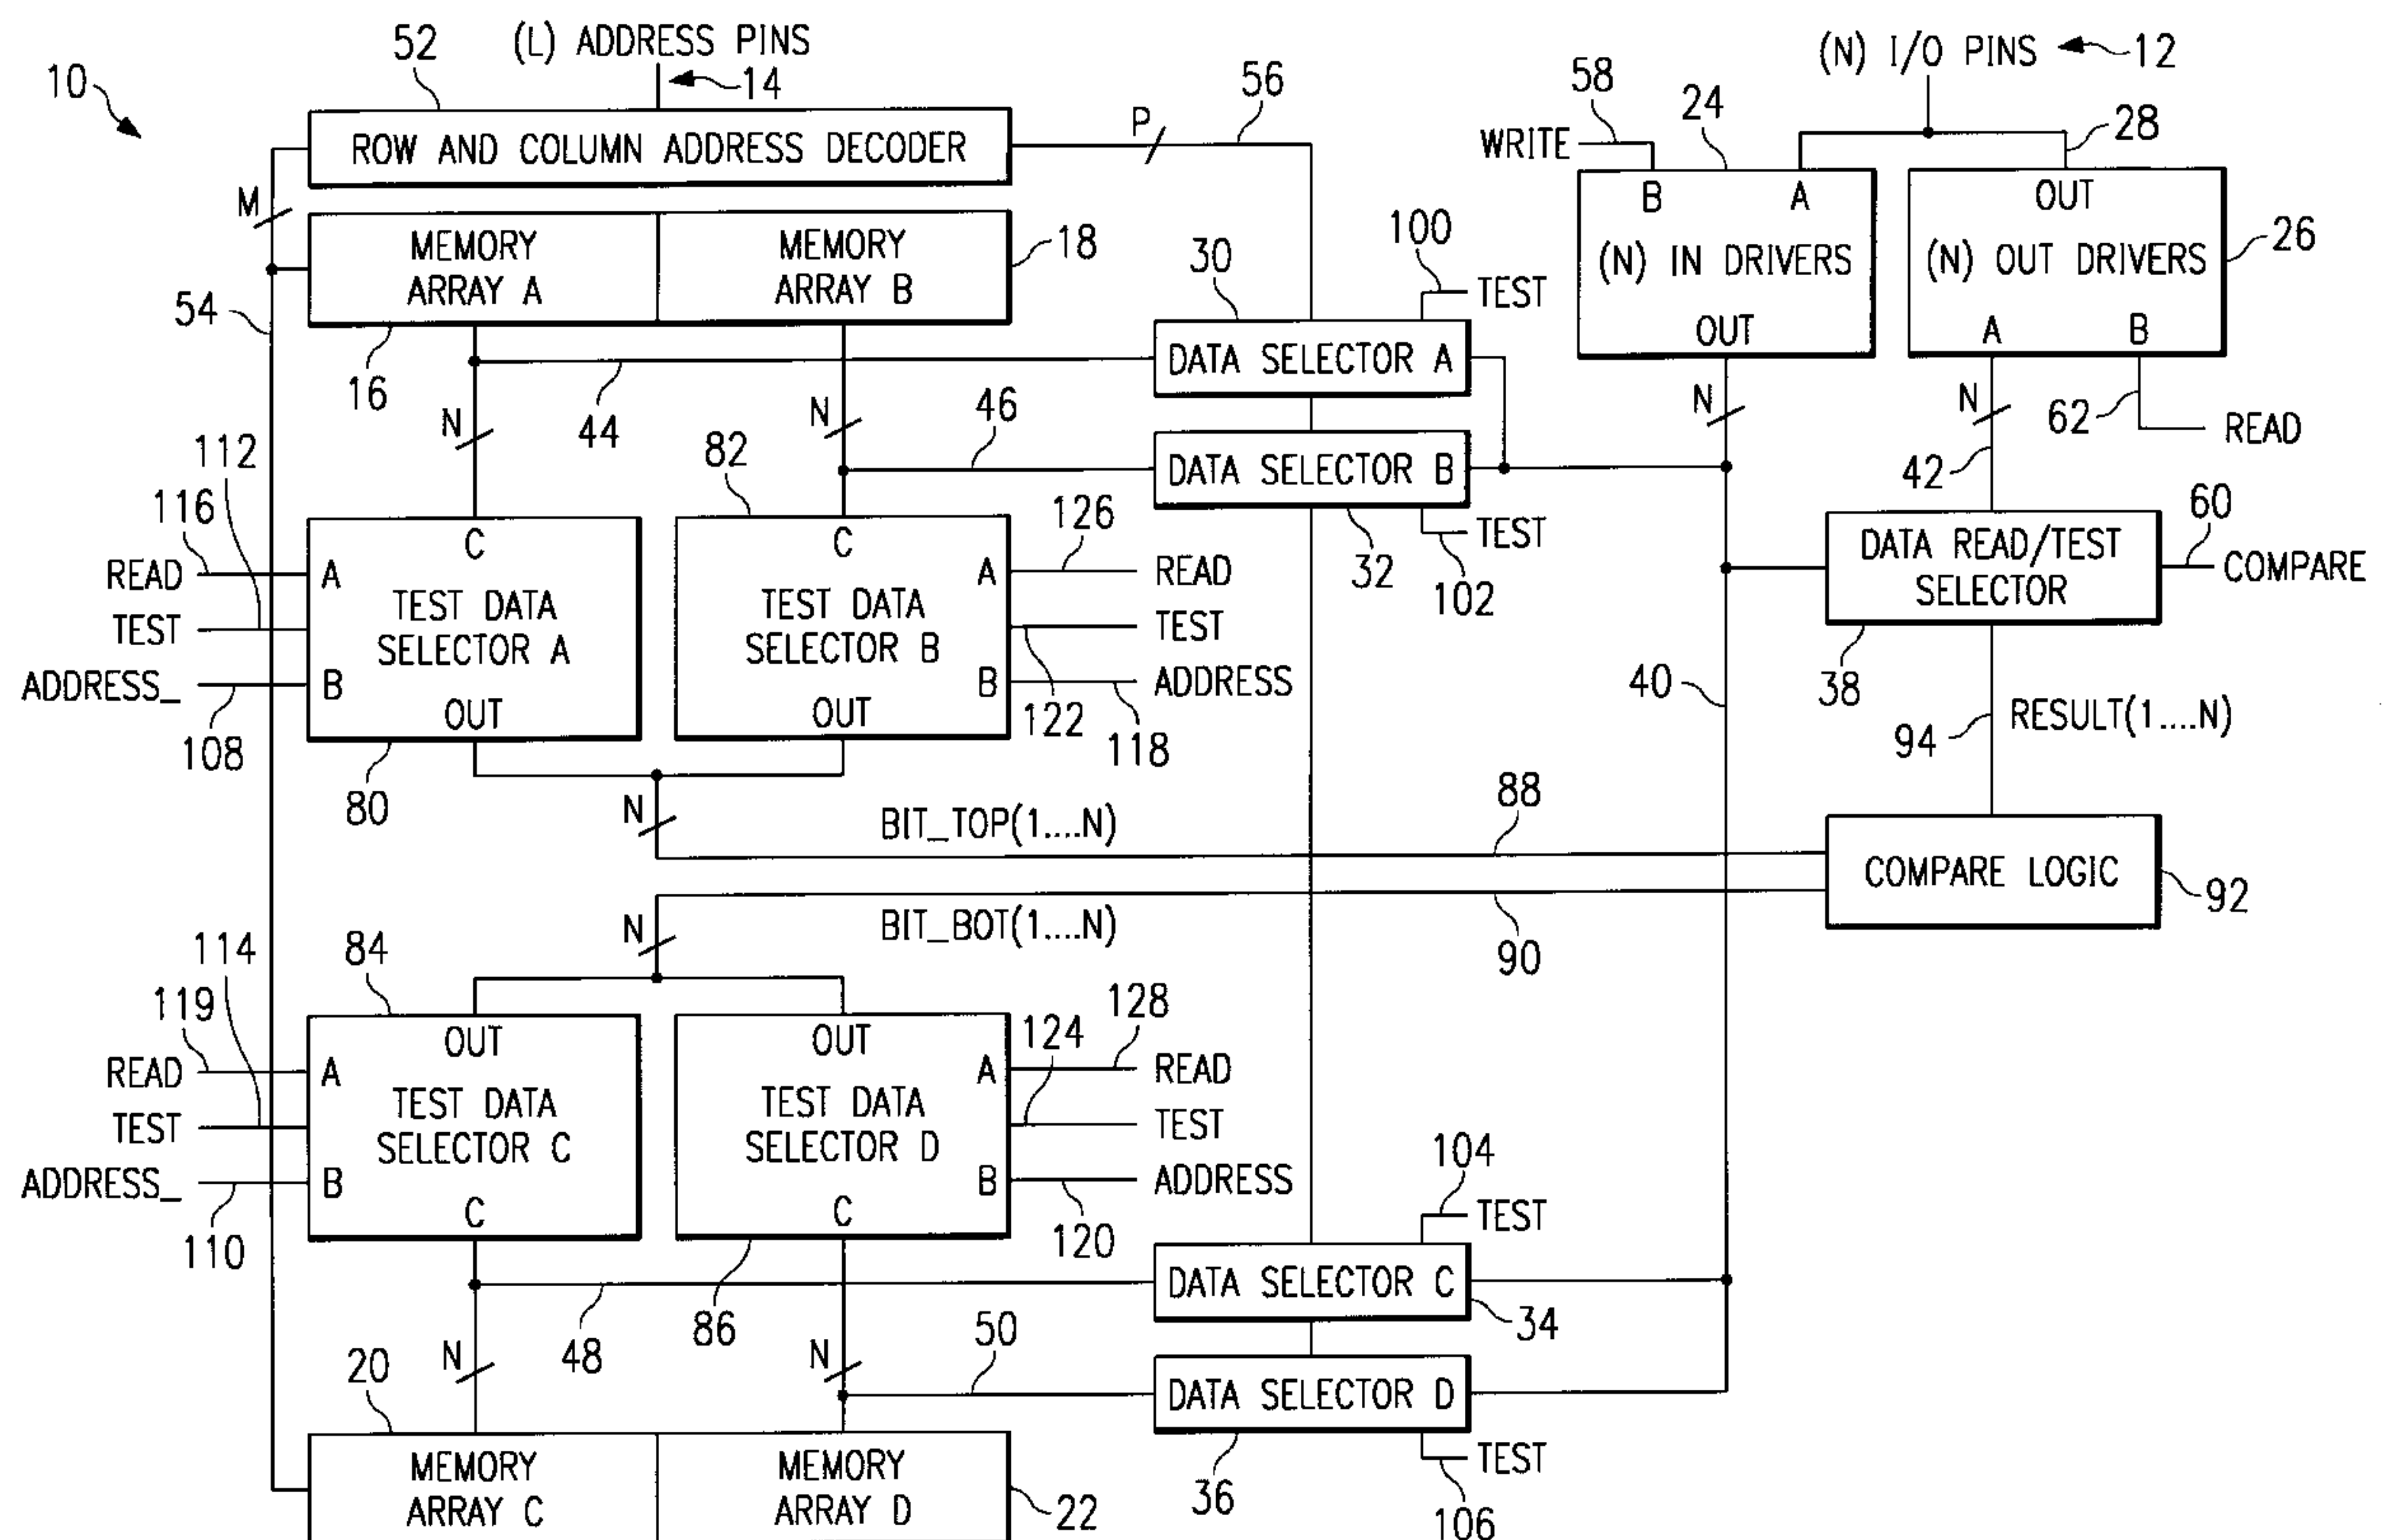 52
(L) ADDRESS PINS
14
10
ROW AND COLUMN ADDRESS DECODER
P
56
58
24
(N) I/O PINS
12
28
WRITE
M
MEMORY
ARRAY A
MEMORY
ARRAY B
18
30
100
TEST
B
A
(N) IN DRIVERS
OUT
OUT
(N) OUT DRIVERS
A
B
26
54
16
44
DATA SELECTOR A
N
N
46
DATA SELECTOR B
N
N
62
READ
42
112
82
116
126
32
TEST
102
60
DATA READ/TEST
SELECTOR
COMPARE
READ
TEST
ADDRESS_
A
C
TEST DATA
SELECTOR A
B
OUT
C
A
TEST DATA
SELECTOR B
B
OUT
READ
TEST
ADDRESS
122
118
108
80
40
38
94
RESULT(1....N)
N
BIT_TOP(1....N)
88
COMPARE LOGIC
92
N
BIT_BOT(1....N)
90
114
84
119
128
124
READ
TEST
ADDRESS_
OUT
A
TEST DATA
SELECTOR C
B
C
OUT
A
TEST DATA
SELECTOR D
B
C
READ
TEST
ADDRESS
110
120
104
TEST
DATA SELECTOR C
34
48
86
50
20
N
N
DATA SELECTOR D
36
TEST
106
MEMORY
ARRAY C
MEMORY
ARRAY D
22